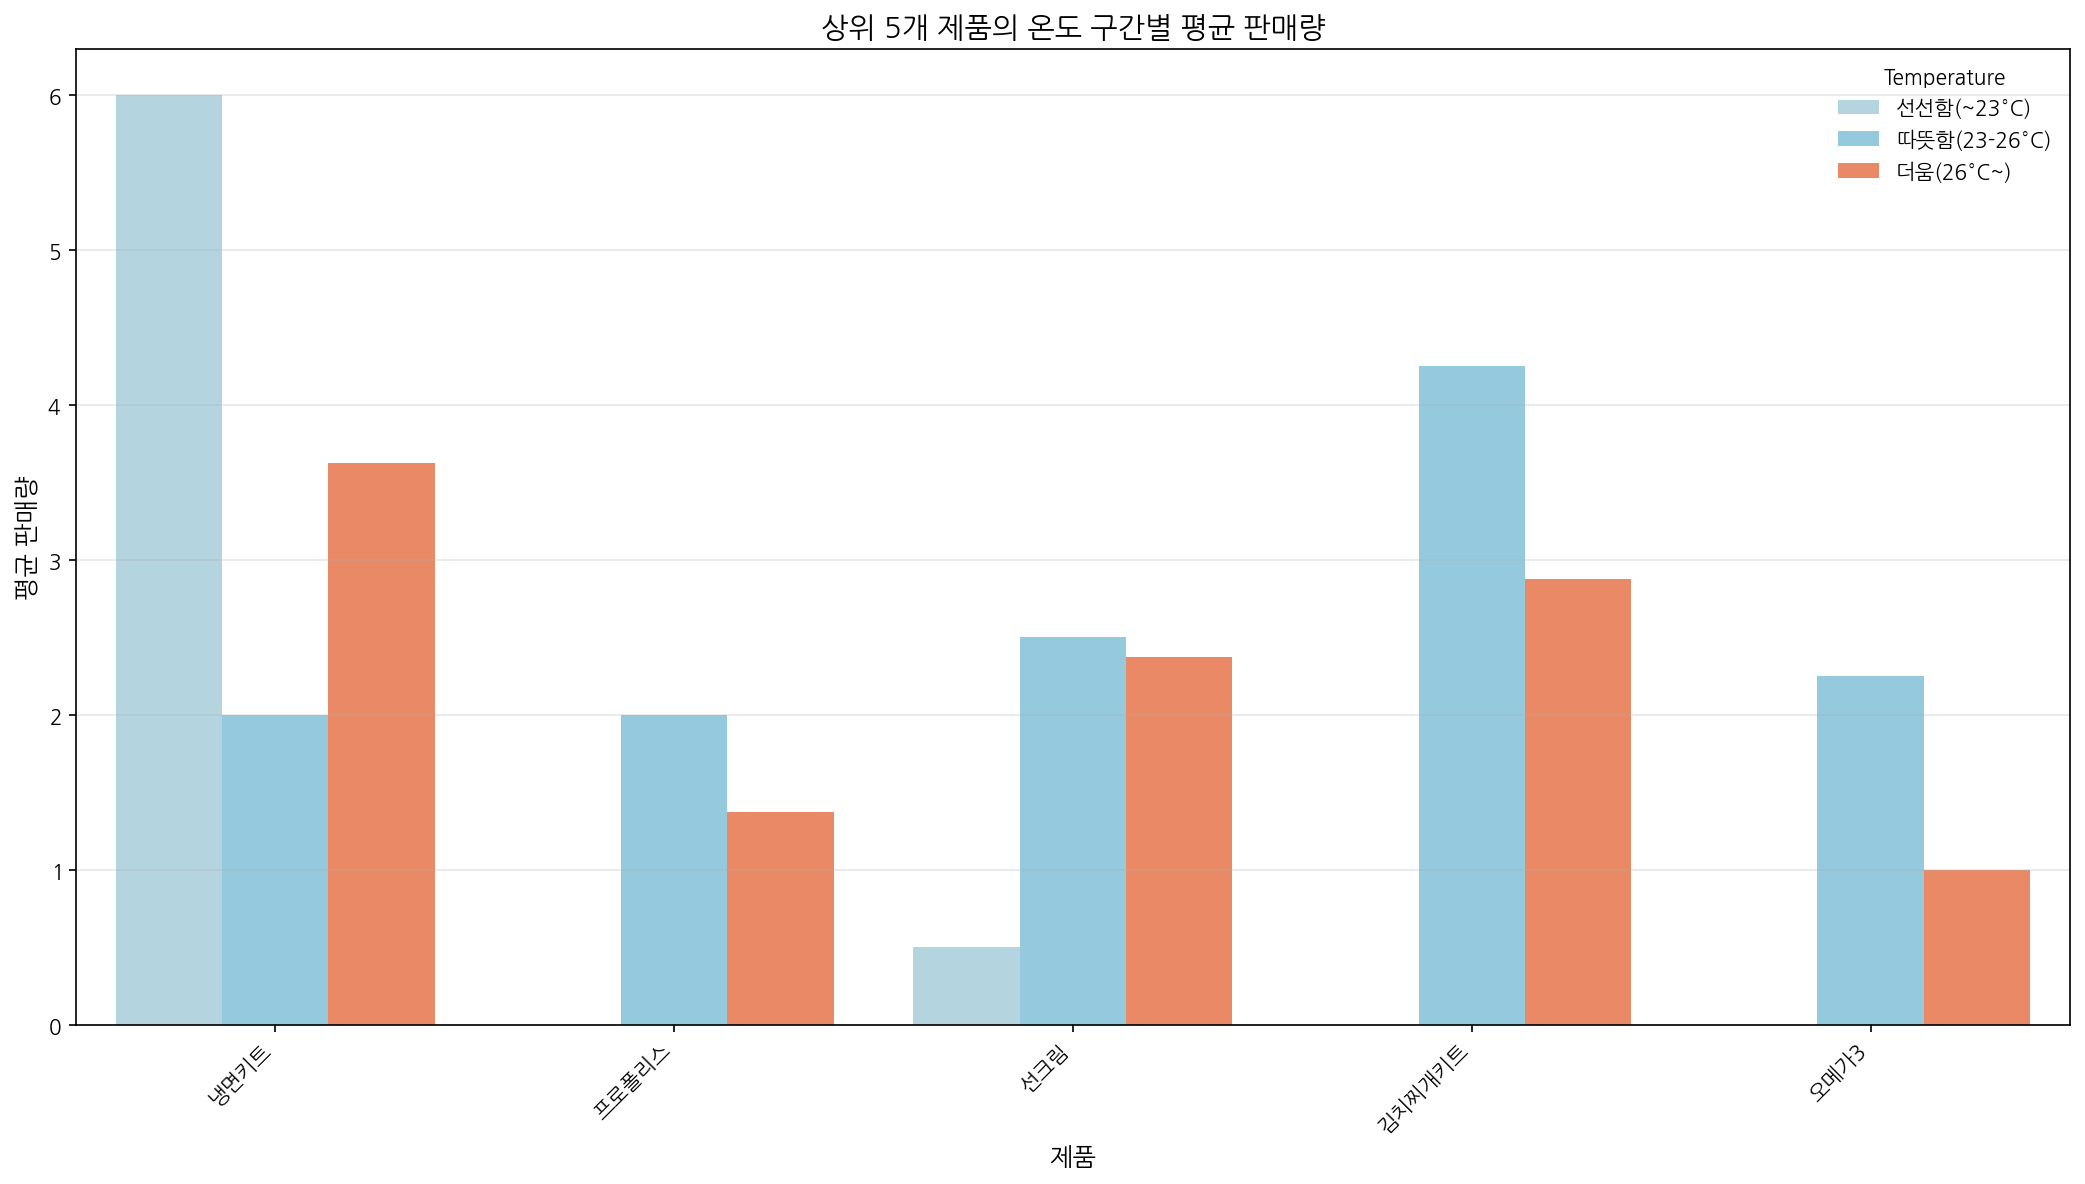 상위 5개 제품의 온도 구간별 평균 판매량
Temperature
선선함(~23°C)
따뜻함(23-26°C)
더움(26°C~)
평균 판매량
6
5
4
3
2
1
0
냉면키트
프로폴리스
선크림
김치찌개키트
오메가3
제품